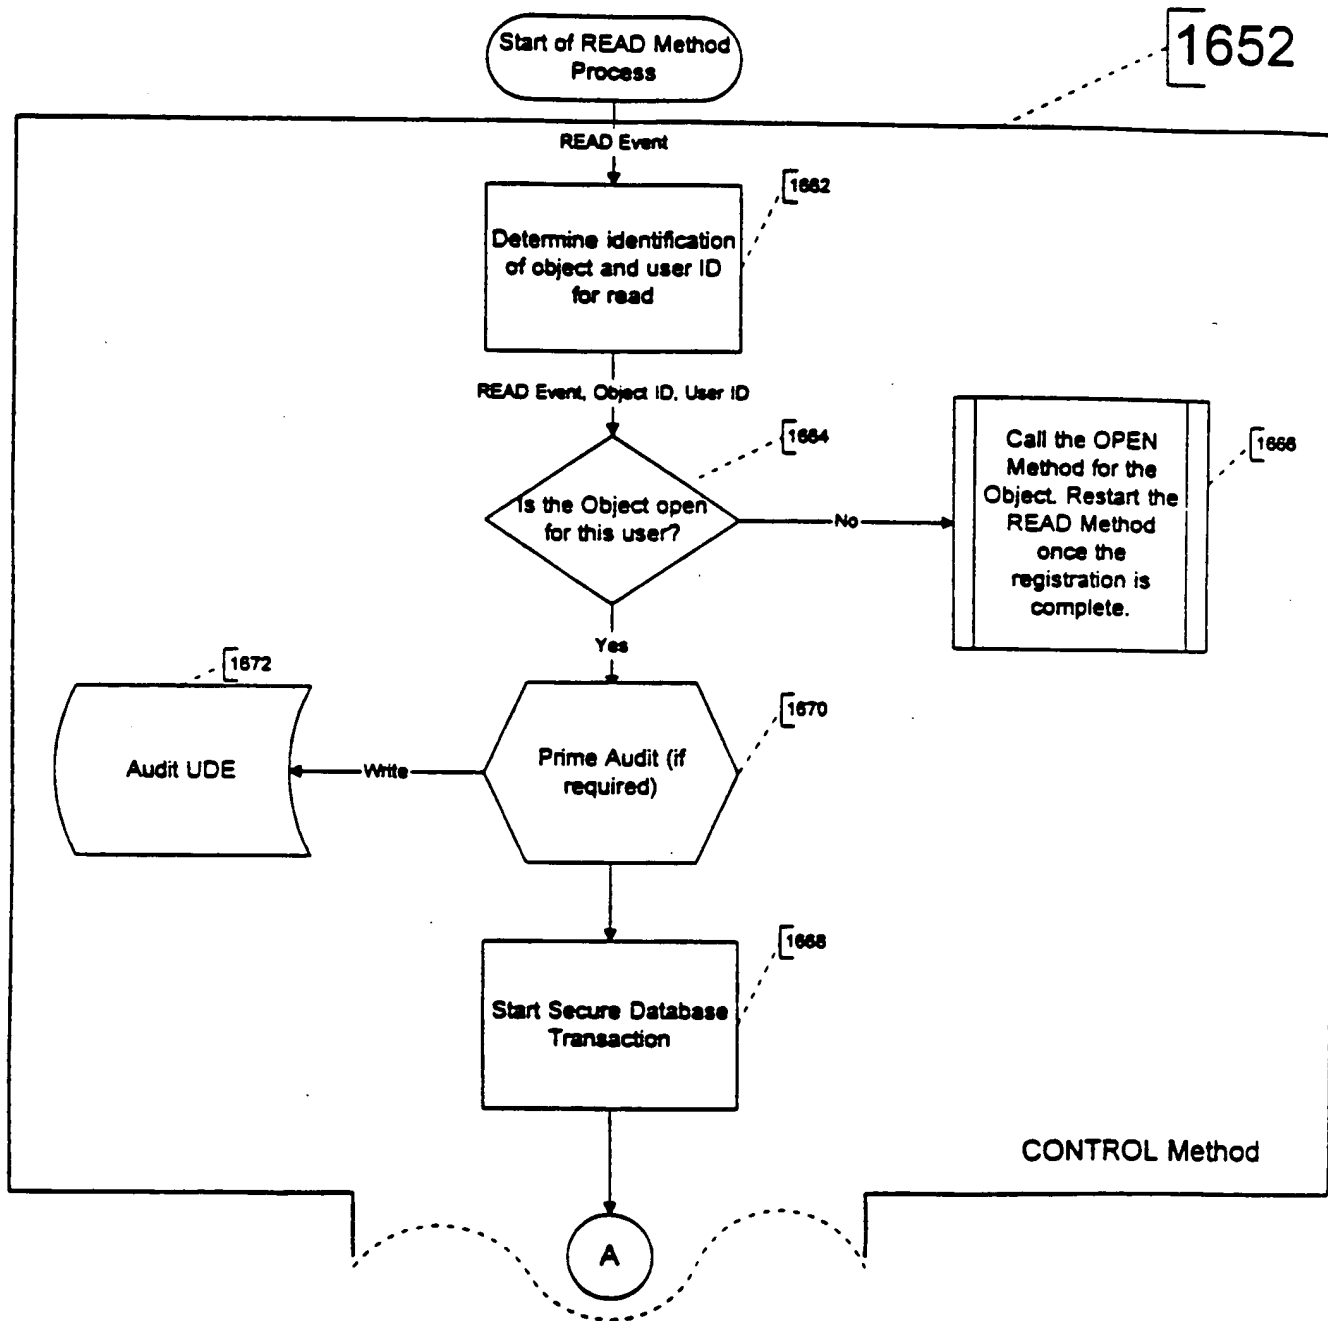 Start of READ Method
Process
1652
READ Event
1662
Determine identification
of object and user ID
for read
READ Event, Object ID, User ID
1664
Is the Object open
for this user?
No
Call the OPEN
Method for the
Object. Restart the
READ Method
once the
registration is
complete.
1666
Yes
1672
Audit UDE
Write
Prime Audit (if
required)
1670
1668
Start Secure Database
Transaction
CONTROL Method
A